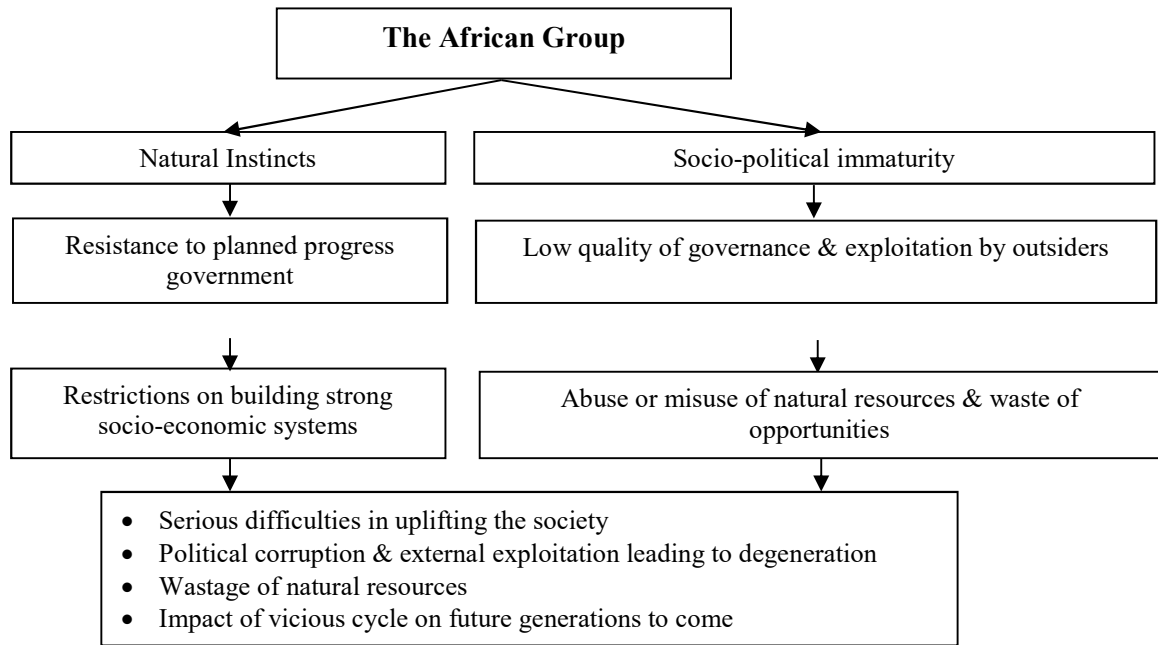 The African Group
Natural Instincts
Socio-political immaturity
Resistance to planned progress
government
Low quality of governance & exploitation by outsiders
Restrictions on building strong
socio-economic systems
Abuse or misuse of natural resources & waste of
opportunities
• Serious difficulties in uplifting the society
• Political corruption & external exploitation leading to degeneration
• Wastage of natural resources
• Impact of vicious cycle on future generations to come